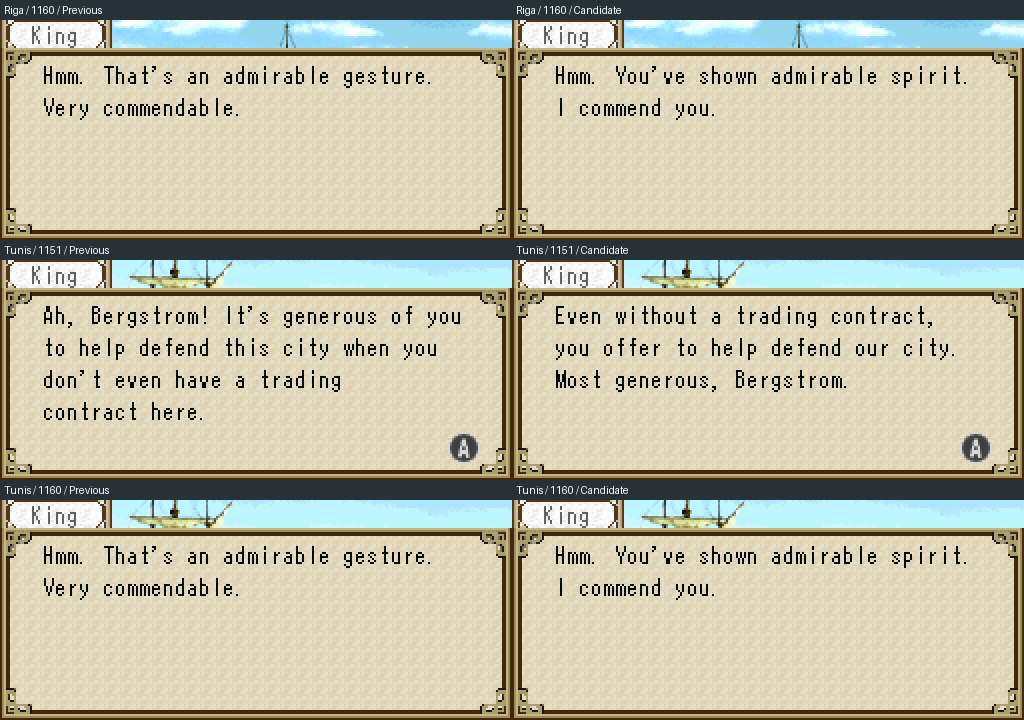 Riga / 1160 / Previous
King
Hmm. That's an admirable gesture.
Very commendable.
Riga / 1160 / Candidate
King
Hmm. You've shown admirable spirit.
I commend you.
Tunis / 1151 / Previous
King
Ah, Bergstrom! It's generous of you
to help defend this city when you
don't even have a trading
contract here.
A
Tunis / 1151 / Candidate
King
Even without a trading contract,
you offer to help defend our city.
Most generous, Bergstrom.
A
Tunis / 1160 / Previous
King
Hmm. That's an admirable gesture.
Very commendable.
Tunis / 1160 / Candidate
King
Hmm. You've shown admirable spirit.
I commend you.